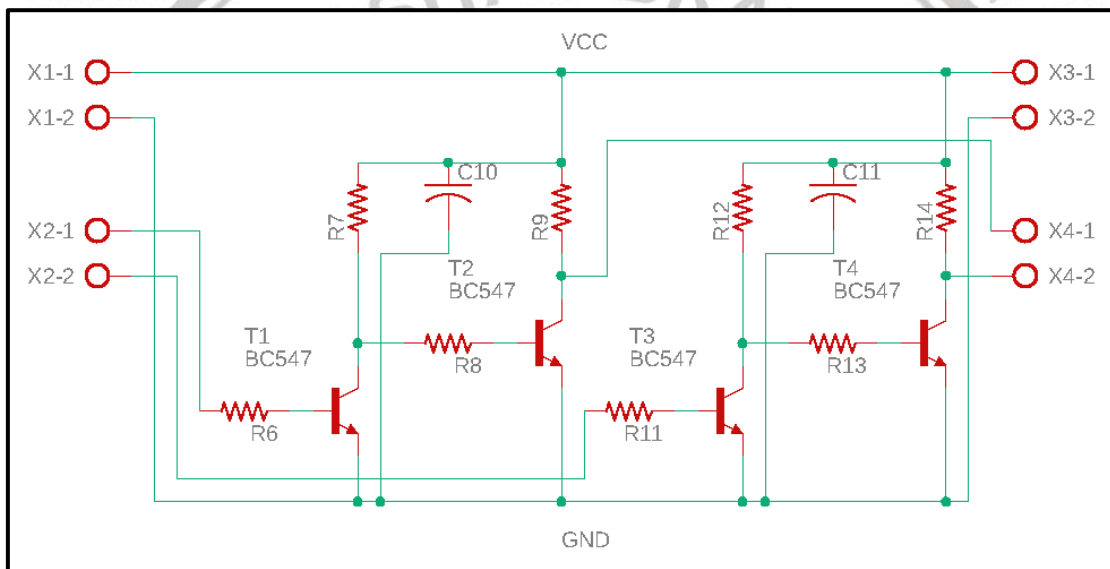 VCC
X1-1
X3-1
X1-2
X3-2
C10
C11
R7
R9
R12
R14
X2-1
X4-1
X2-2
X4-2
T2
BC547
T4
BC547
T1
BC547
T3
BC547
R8
R13
R6
R11
GND